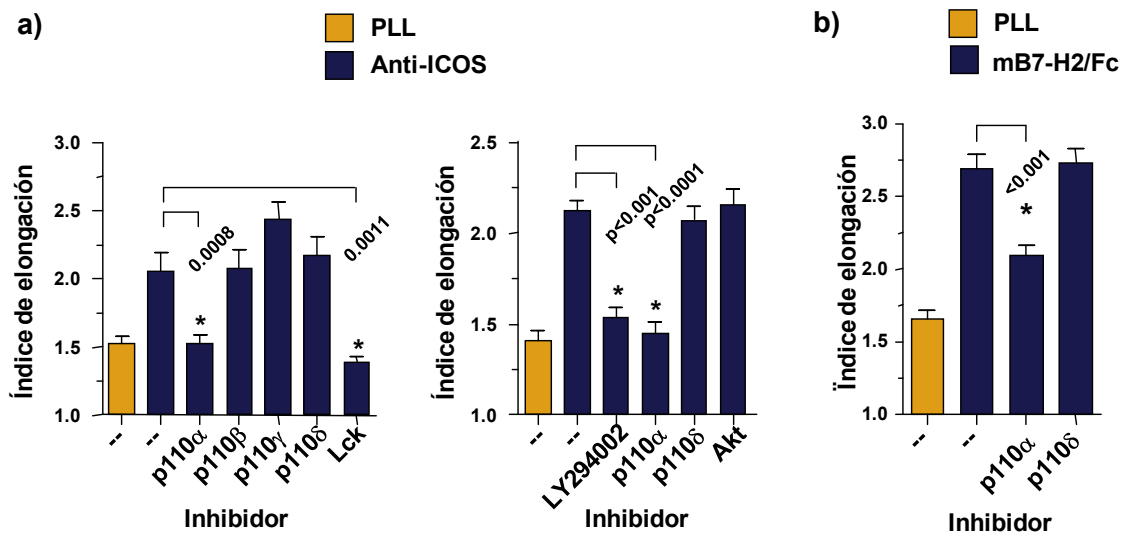 a)
PLL
Anti-ICOS
Índice de elongación
3.0
2.5
2.0
1.5
1.0
0.0008
0.0011
*
*
--
--
p110α
p110β
p110γ
p110δ
Lck
Inhibidor
Índice de elongación
2.5
2.0
1.5
1.0
p<0.001
p<0.0001
*
*
--
--
LY294002
p110α
p110δ
Akt
Inhibidor
b)
PLL
mB7-H2/Fc
Ïndice de elongación
3.0
2.5
2.0
1.5
1.0
<0.001
*
--
--
p110α
p110δ
Inhibidor